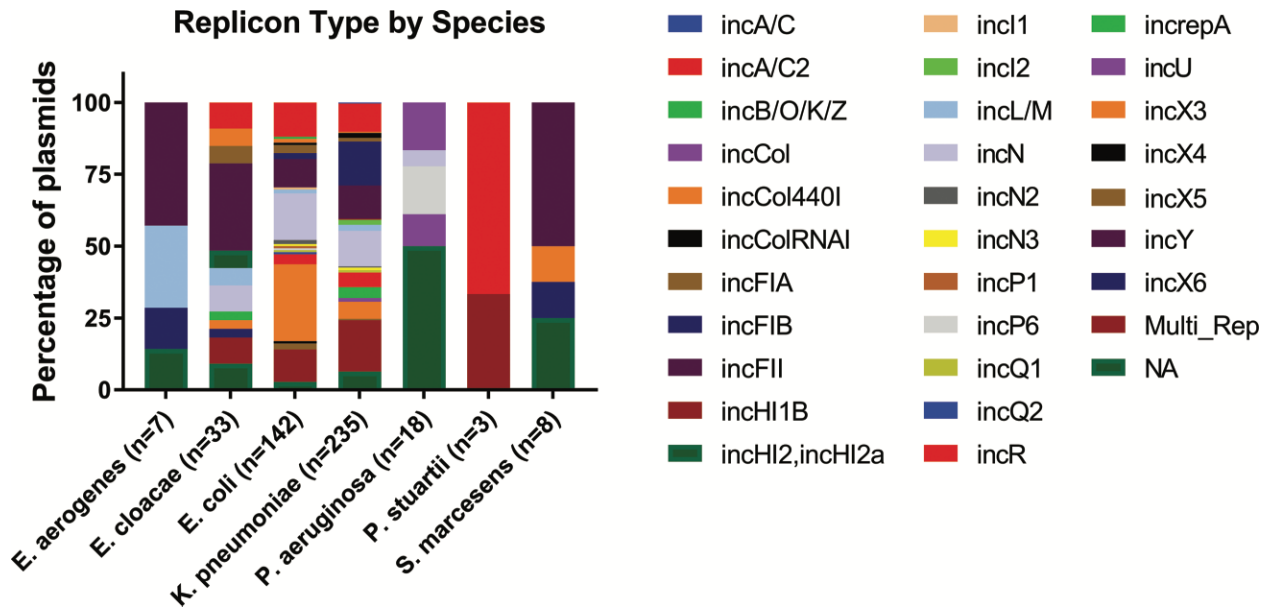 Replicon Type by Species
Percentage of plasmids
100
75
50
25
0
E. aerogenes (n=7)
E. cloacae (n=33)
E. coli (n=142)
K. pneumoniae (n=235)
P. aeruginosa (n=18)
P. stuartii (n=3)
S. marcesens (n=8)
incA/C
incA/C2
incB/O/K/Z
incCol
incCol440I
incColRNAI
incFIA
incFIB
incFII
incHI1B
incHI2,incHI2a
incI1
incI2
incL/M
incN
incN2
incN3
incP1
incP6
incQ1
incQ2
incR
increpA
incU
incX3
incX4
incX5
incY
incX6
Multi_Rep
NA